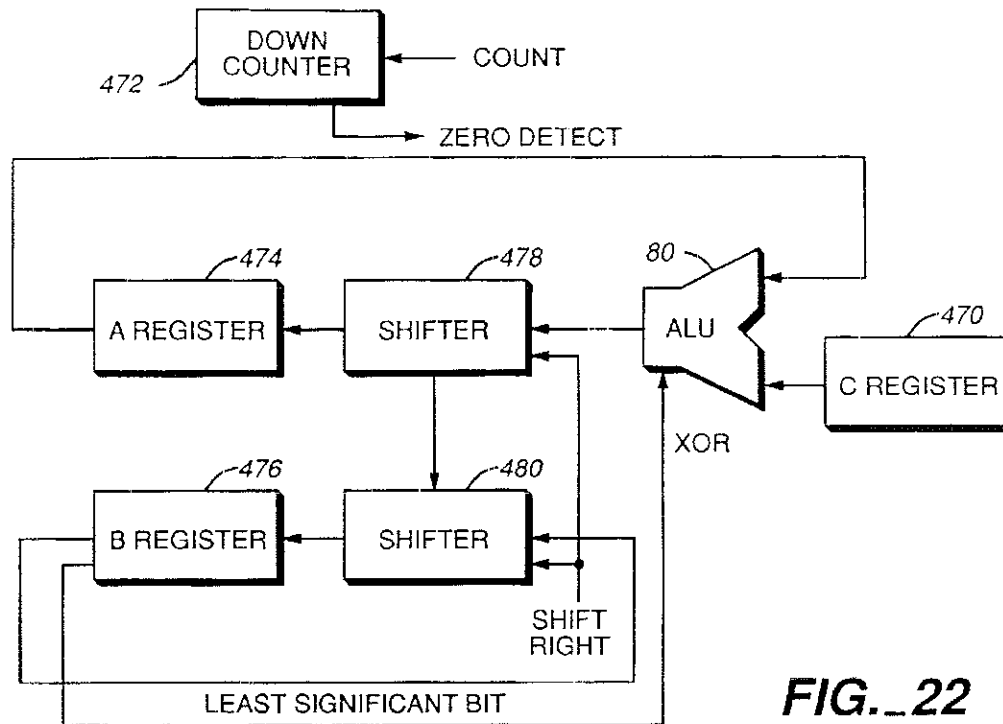 DOWN
COUNTER
472
COUNT
ZERO DETECT
474
478
80
470
A REGISTER
SHIFTER
ALU
C REGISTER
XOR
476
480
B REGISTER
SHIFTER
SHIFT
RIGHT
LEAST SIGNIFICANT BIT
FIG._22